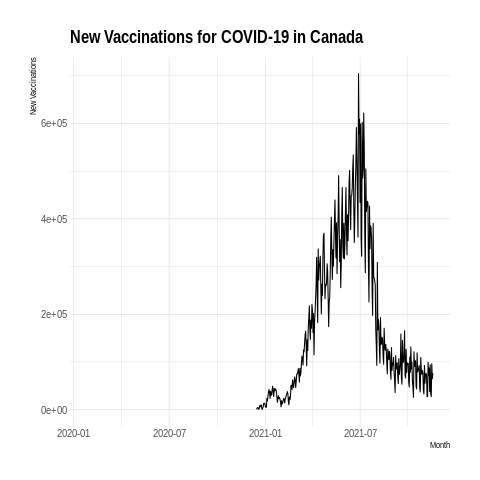 New Vaccinations for COVID-19 in Canada
New Vaccinations
6e+05
4e+05
2e+05
0e+00
2020-01 2020-07 2021-01 2021-07
Month